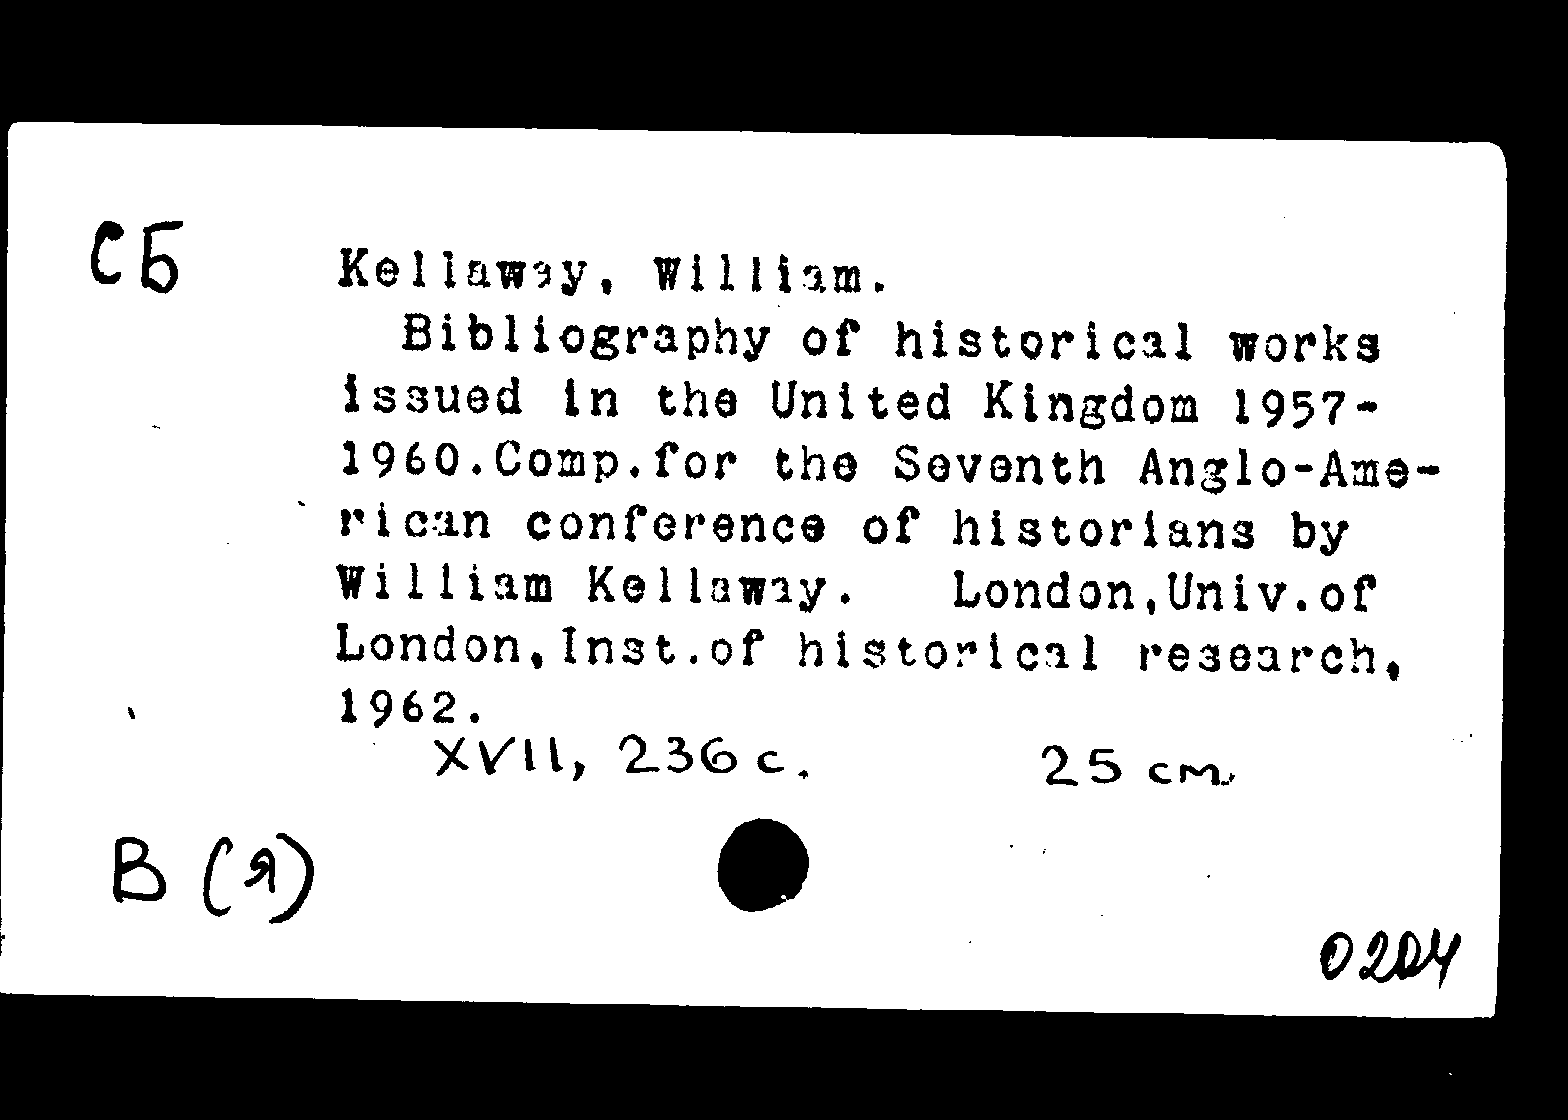 СБ
Kellaway, William.
Bibliography of historical works
issued in the United Kingdom 1957-
1960.Comp.for the Seventh Anglo-Ame-
rican conference of historians by
William Kellaway. London,Univ.of
London,Inst.of historical research,
1962.
XVII, 236 c. 25 cm.
В (Я)
0204